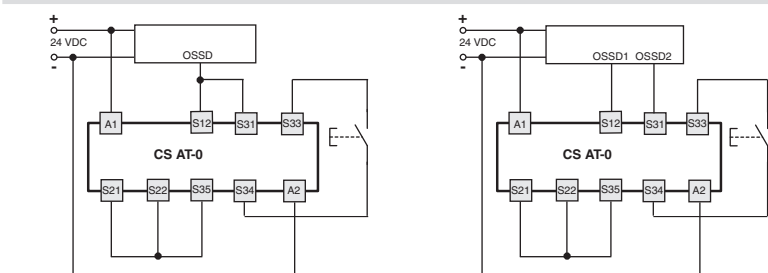 +
24 VDC
-
OSSD
A1 S12 S31 S33
CS AT-0
S21 S22 S35 S34 A2
+
24 VDC
-
OSSD1 OSSD2
A1 S12 S31 S33
CS AT-0
S21 S22 S35 S34 A2